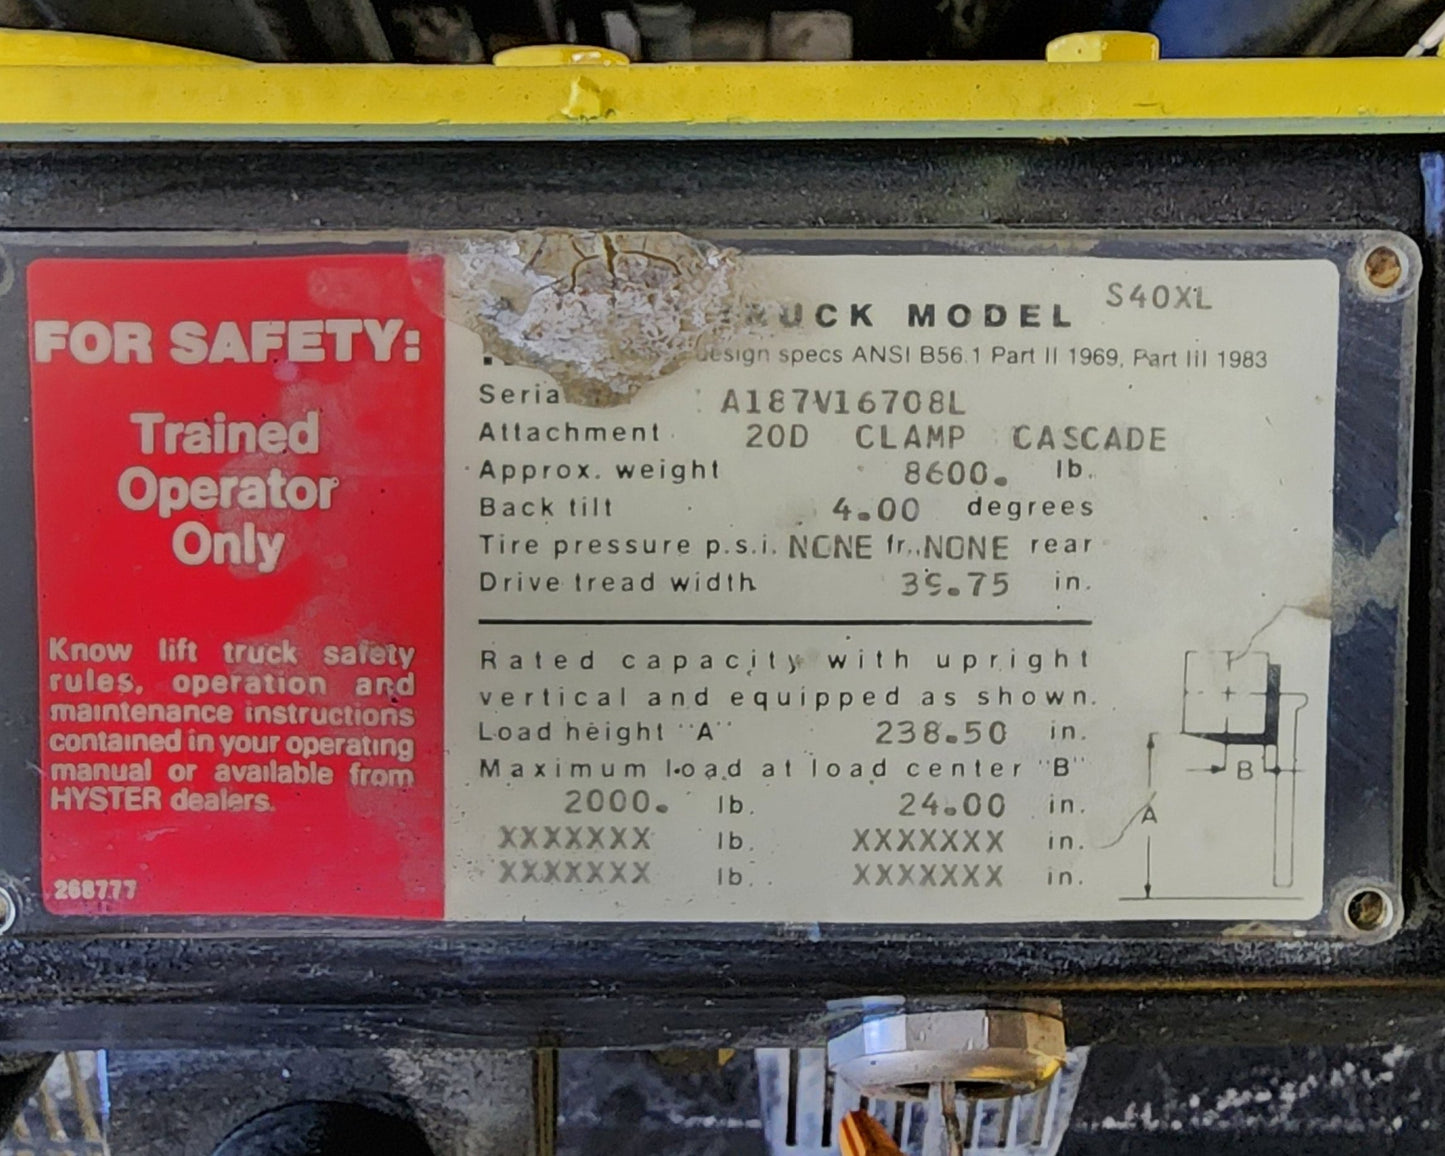 FOR SAFETY:
Trained
Operator
Only
Know lift truck safety
rules, operation and
maintenance instructions
contained in your operating
manual or available from
HYSTER dealers.
268777
TRUCK MODEL S40XL
design specs ANSI B56.1 Part II 1969, Part III 1983
A187V16708L
Attachment 20D CLAMP CASCADE
Approx. weight 8600. lb.
Back tilt 4.00 degrees
Tire pressure p.s.i. NONE fr., NONE rear
Drive tread width in.
Rated capacity with upright
vertical and equipped as shown.
Load height "A" 238.50 in.
Maximum load at load center "B"
2000. lb. 24.00 in.
XXXXXXX lb. XXXXXXX in.
XXXXXXX lb. XXXXXXX in.
B
A